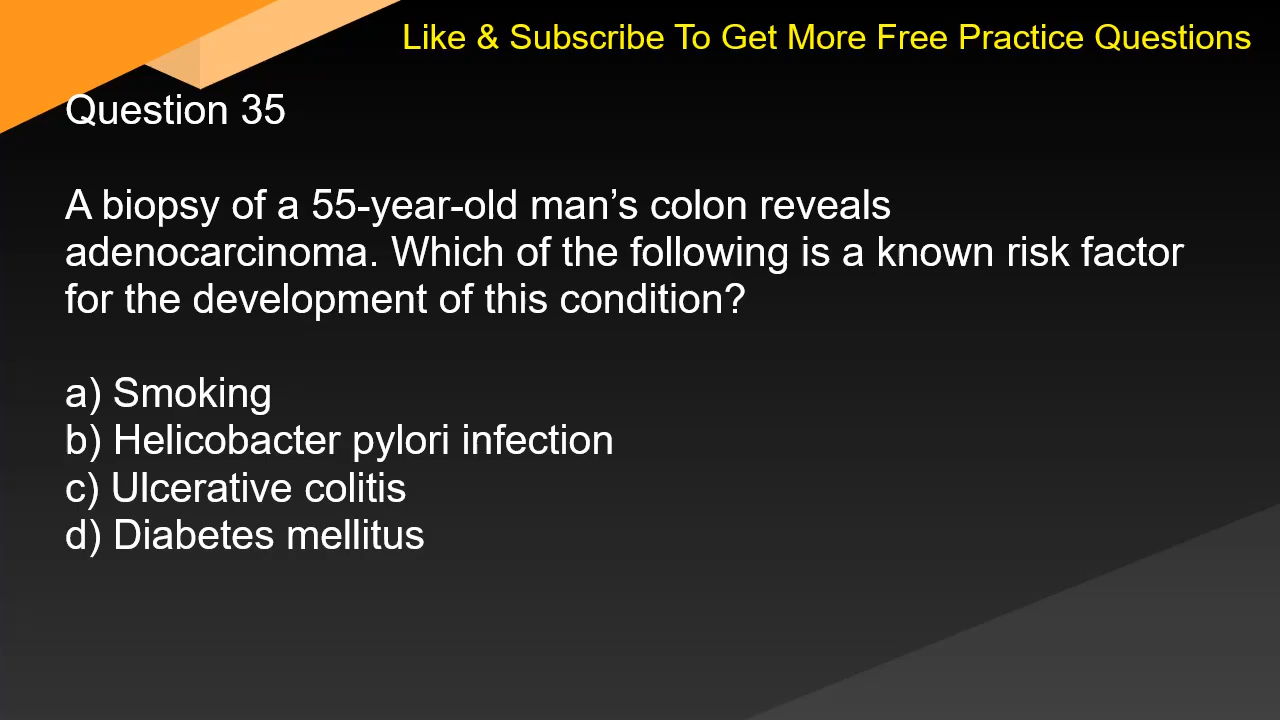 Like & Subscribe To Get More Free Practice Questions
Question 35
A biopsy of a 55-year-old man’s colon reveals
adenocarcinoma. Which of the following is a known risk factor
for the development of this condition?
a) Smoking
b) Helicobacter pylori infection
c) Ulcerative colitis
d) Diabetes mellitus